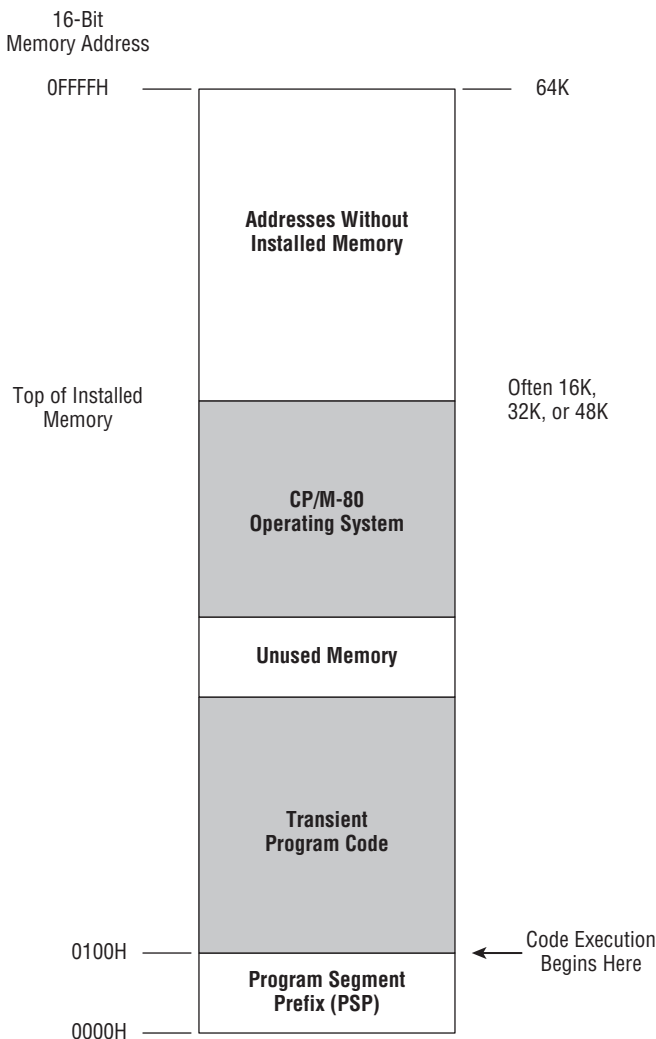 16-Bit
Memory Address
0FFFFH
64K
Addresses Without
Installed Memory
Top of Installed
Memory
Often 16K,
32K, or 48K
CP/M-80
Operating System
Unused Memory
Transient
Program Code
0100H
Code Execution
Begins Here
Program Segment
Prefix (PSP)
0000H